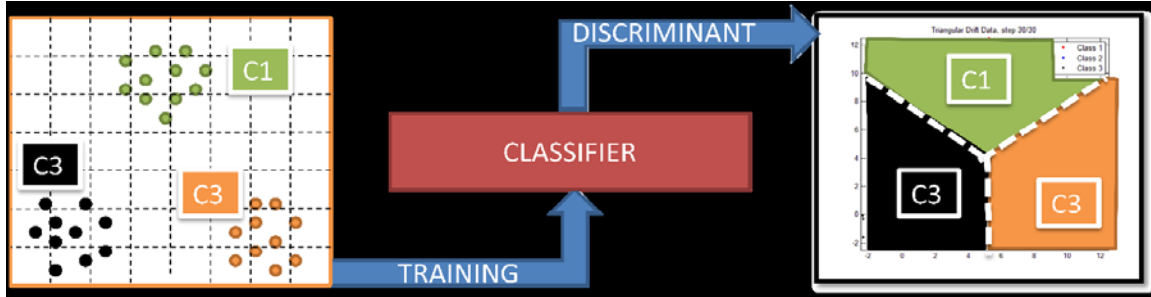 C1
C3
C3
TRAINING
CLASSIFIER
DISCRIMINANT
Triangular Drift Data, step 30/30
Class 1
Class 2
Class 3
C1
C3
C3
12
10
8
6
4
2
0
-2
-2
0
2
4
6
8
10
12